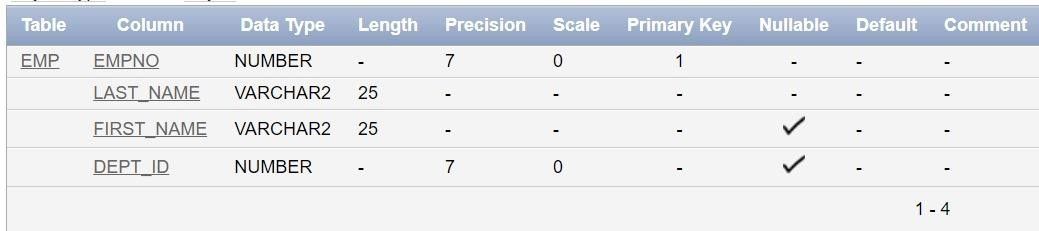 Table Column Data Type Length Precision Scale Primary Key Nullable Default Comment
EMP EMPNO NUMBER - 7 0 1 - - -
LAST_NAME VARCHAR2 25 - - - - - -
FIRST_NAME VARCHAR2 25 - - - ✓ - -
DEPT_ID NUMBER - 7 0 - ✓ - -
1 - 4